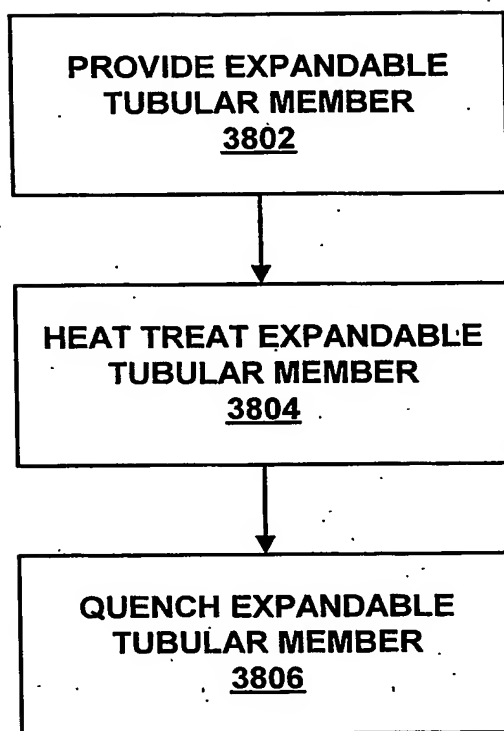 PROVIDE EXPANDABLE
TUBULAR MEMBER
3802
HEAT TREAT EXPANDABLE
TUBULAR MEMBER
3804
QUENCH EXPANDABLE
TUBULAR MEMBER
3806